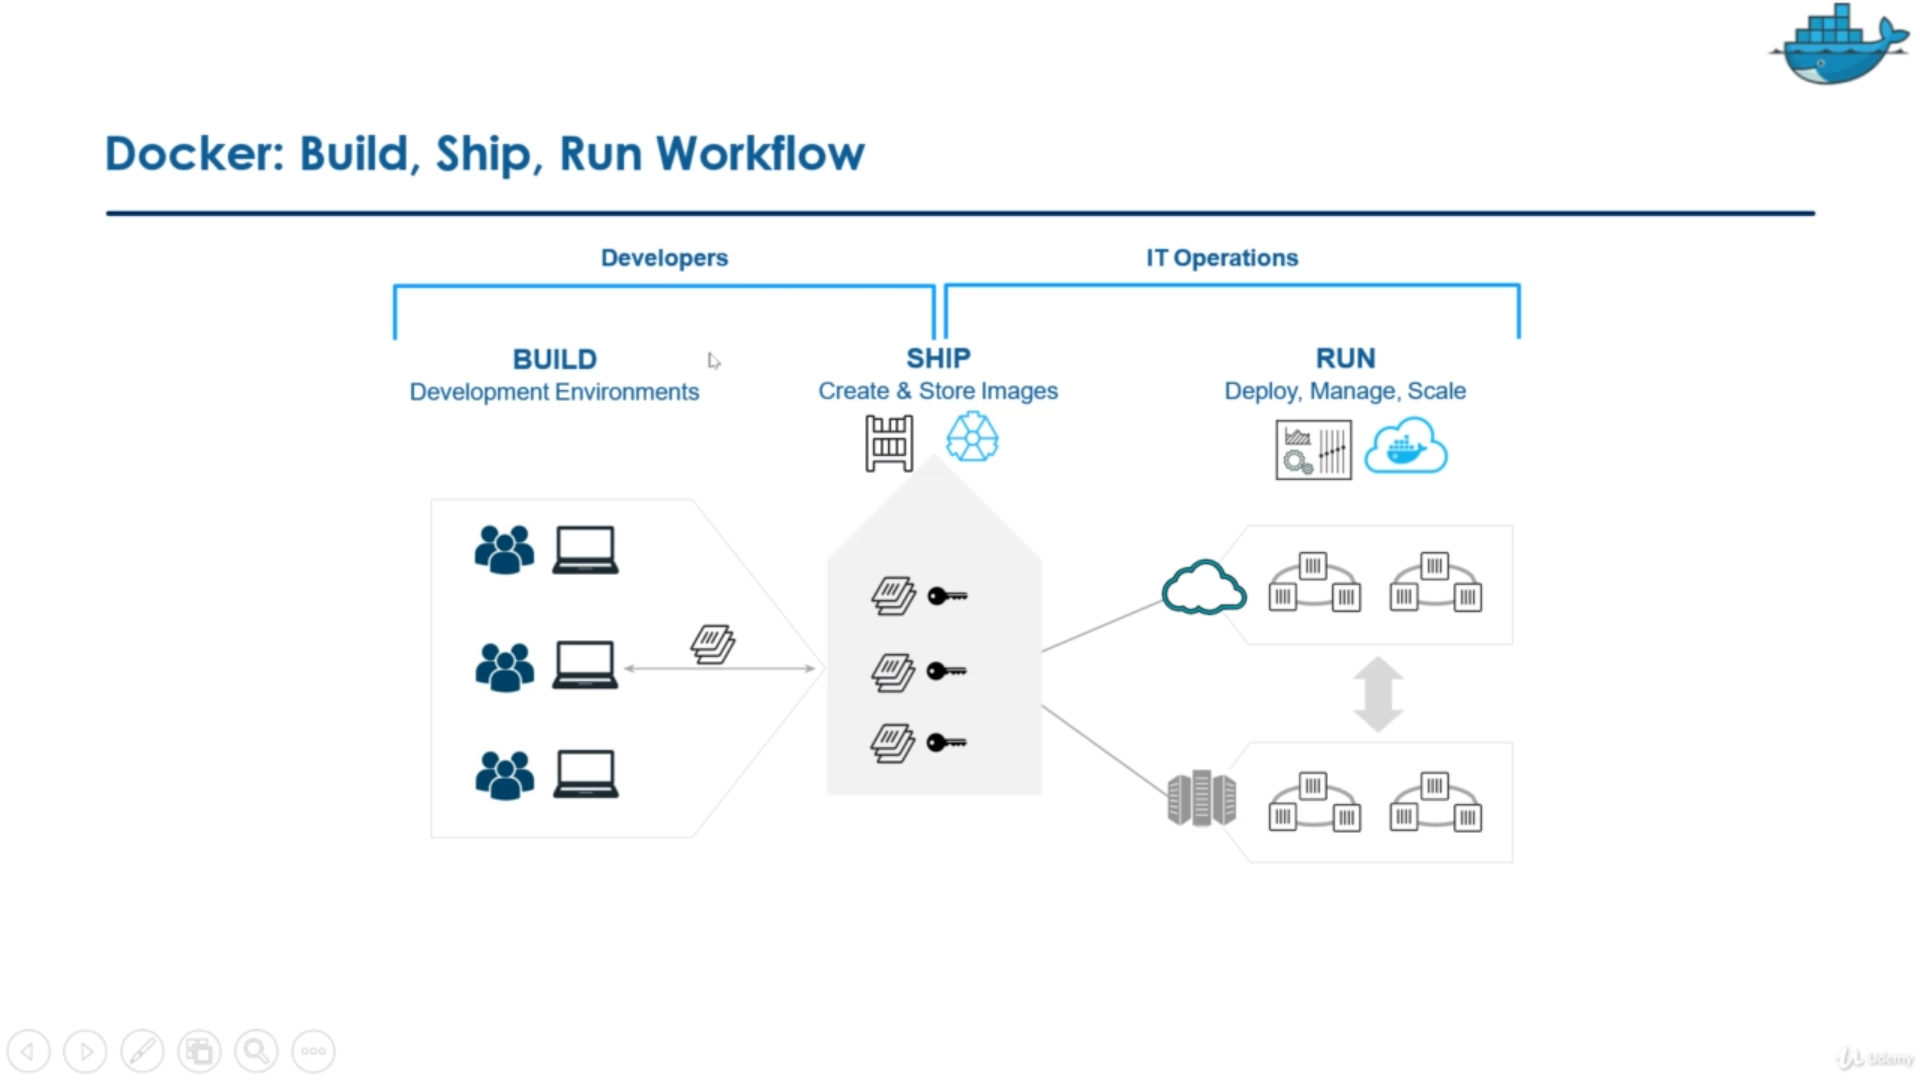 Docker: Build, Ship, Run Workflow
Developers
IT Operations
BUILD
Development Environments
SHIP
Create & Store Images
RUN
Deploy, Manage, Scale
Udemy